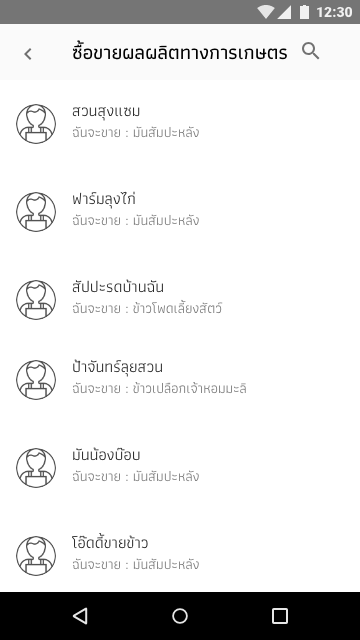 12:30
ซื้อขายผลผลิตทางการเกษตร
สวนสุงแซม
ฉันจะขาย : มันสัมปะหลัง
ฟาร์มลุงไก่
ฉันจะขาย : มันสัมปะหลัง
สัปปะรดบ้านฉัน
ฉันจะขาย : ข้าวโพดเลี้ยงสัตว์
ป้าจันทร์ลุยสวน
ฉันจะขาย : ข้าวเปลือกเจ้าหอมมะลิ
มันน้องบ๊อบ
ฉันจะขาย : มันสัมปะหลัง
โอ๊ตดี้ขายข้าว
ฉันจะขาย : มันสัมปะหลัง